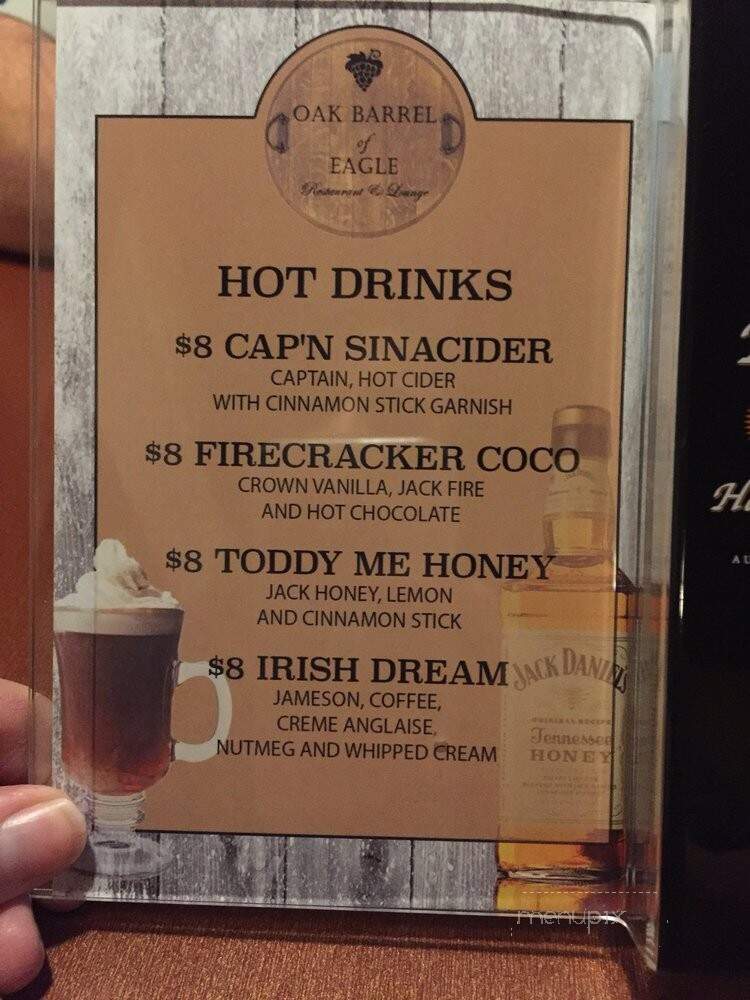 OAK BARREL
of
EAGLE
Restaurant & Lounge
HOT DRINKS
$8 CAP'N SINACIDER
CAPTAIN, HOT CIDER
WITH CINNAMON STICK GARNISH
$8 FIRECRACKER COCO
CROWN VANILLA, JACK FIRE
AND HOT CHOCOLATE
$8 TODDY ME HONEY
JACK HONEY, LEMON
AND CINNAMON STICK
$8 IRISH DREAM
JAMESON, COFFEE,
CREME ANGLAISE,
NUTMEG AND WHIPPED CREAM
JACK DANIEL'S
Tennessee
HONEY
menupix